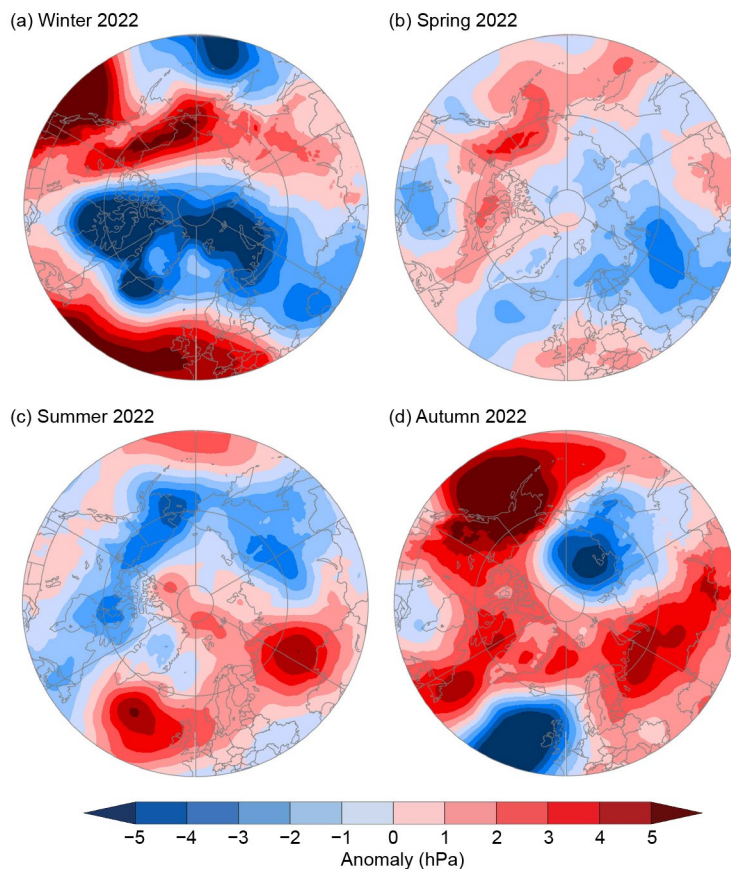 (a) Winter 2022
(b) Spring 2022
(c) Summer 2022
(d) Autumn 2022
−5 −4 −3 −2 −1 0 1 2 3 4 5
Anomaly (hPa)